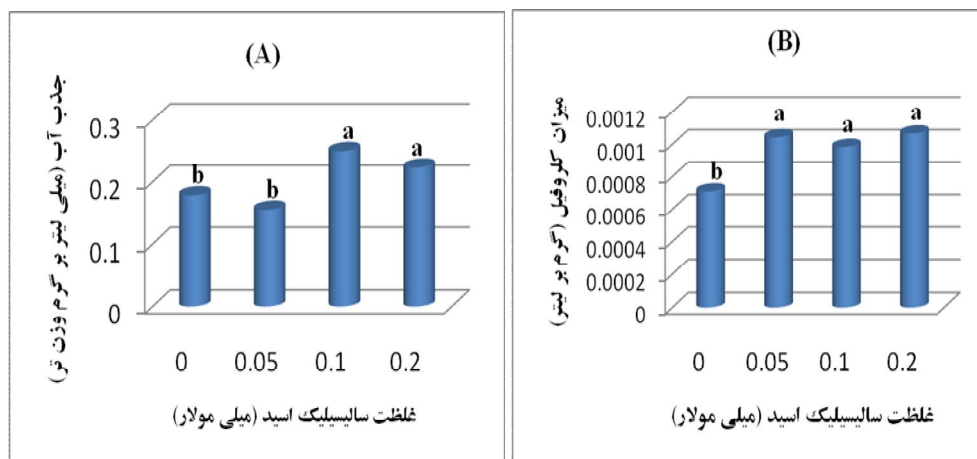 (A)
جذب آب (میلی لیتر بر گرم وزن تر)
0.3
0.2
0.1
0
b
b
a
a
0 0.05 0.1 0.2
غلظت سالیسیلیک اسید (میلی مولار)
(B)
میزان کلروفیل (گرم بر لیتر)
0.0012
0.001
0.0008
0.0006
0.0004
0.0002
0
b
a
a
a
0 0.05 0.1 0.2
غلظت سالیسیلیک اسید (میلی مولار)